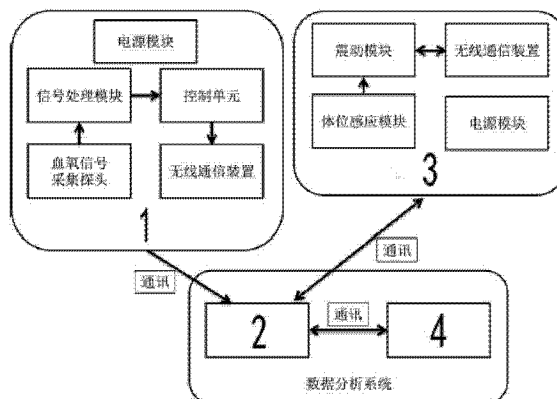 电源模块
信号处理模块
控制单元
血氧信号
采集探头
无线通信装置
1
震动模块
无线通信装置
体位感应模块
电源模块
3
通讯
通讯
2
通讯
4
数据分析系统